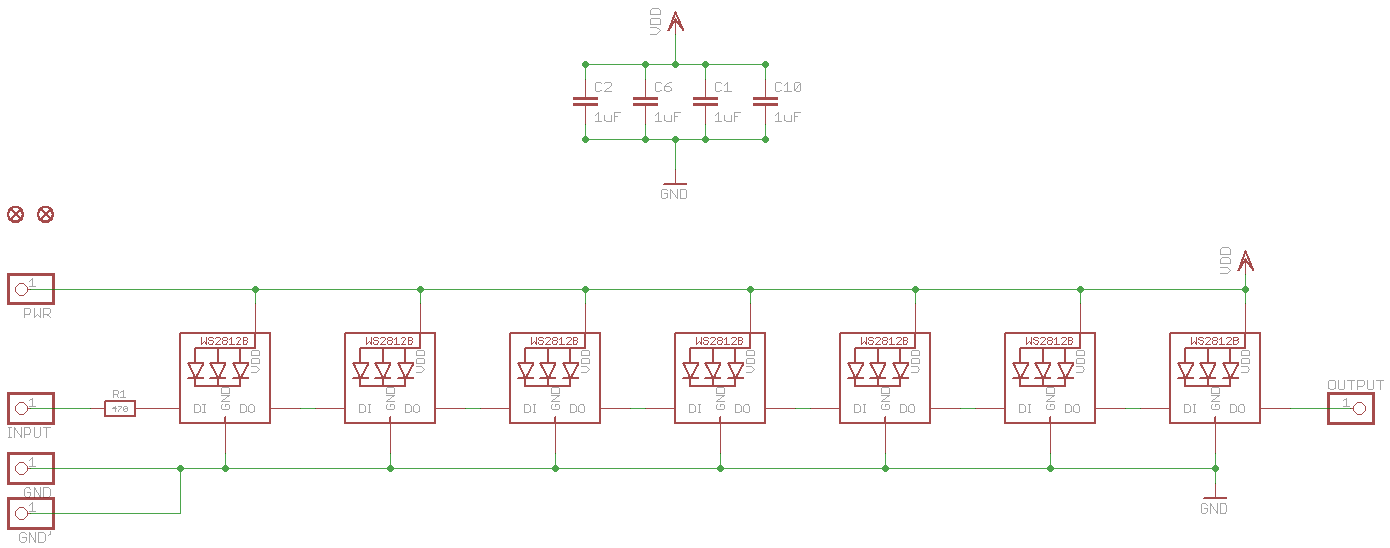 VDD
C2 C6 C1 C10
1uF 1uF 1uF 1uF
GND
VDD
1
PWR
WS2812B WS2812B WS2812B WS2812B WS2812B WS2812B WS2812B
VDD VDD VDD VDD VDD VDD VDD
OUTPUT
R1
1 470 DI GND DO DI GND DO DI GND DO DI GND DO DI GND DO DI GND DO DI GND DO 1
INPUT
1
GND
1
GND
GND'